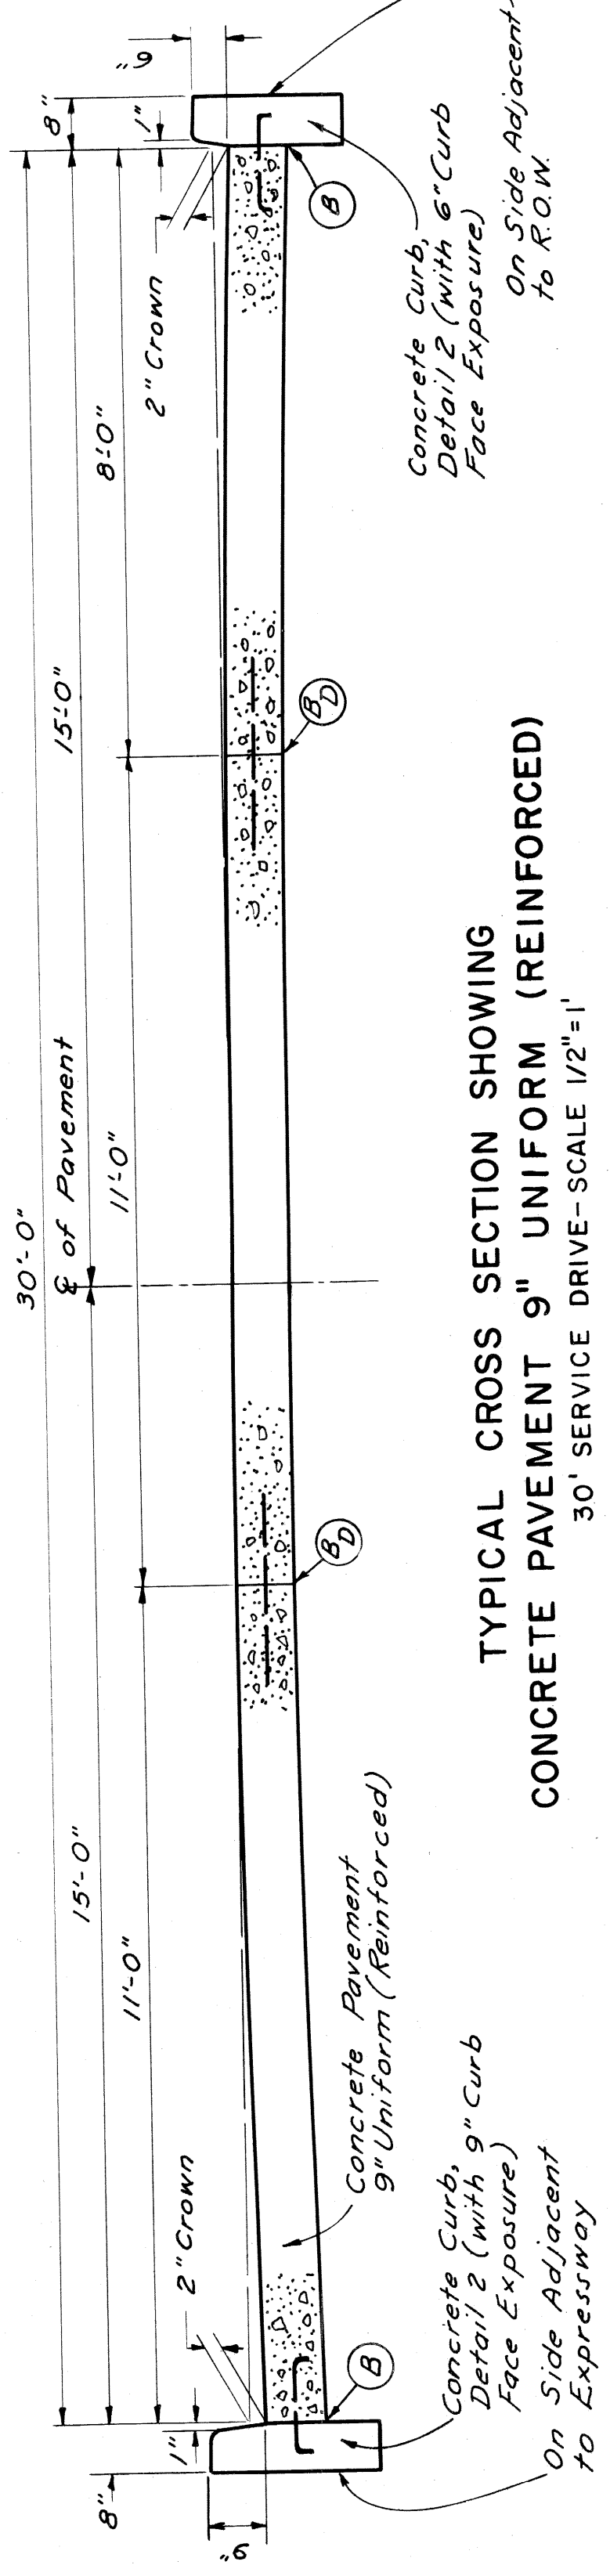 30'-0"
15'-0"
15'-0"
℄ of Pavement
11'-0"
11'-0"
8'-0"
2" Crown
2" Crown
8"
1"
9"
8"
1"
6"
B
B
D
B
D
B
Concrete Pavement
9" Uniform (Reinforced)
Concrete Curb,
Detail 2 (with 9" Curb
Face Exposure)
On Side Adjacent
to Expressway
Concrete Curb,
Detail 2 (with 6" Curb
Face Exposure)
On Side Adjacent
to R.O.W.
TYPICAL CROSS SECTION SHOWING
CONCRETE PAVEMENT 9" UNIFORM (REINFORCED)
30' SERVICE DRIVE-SCALE 1/2"=1'